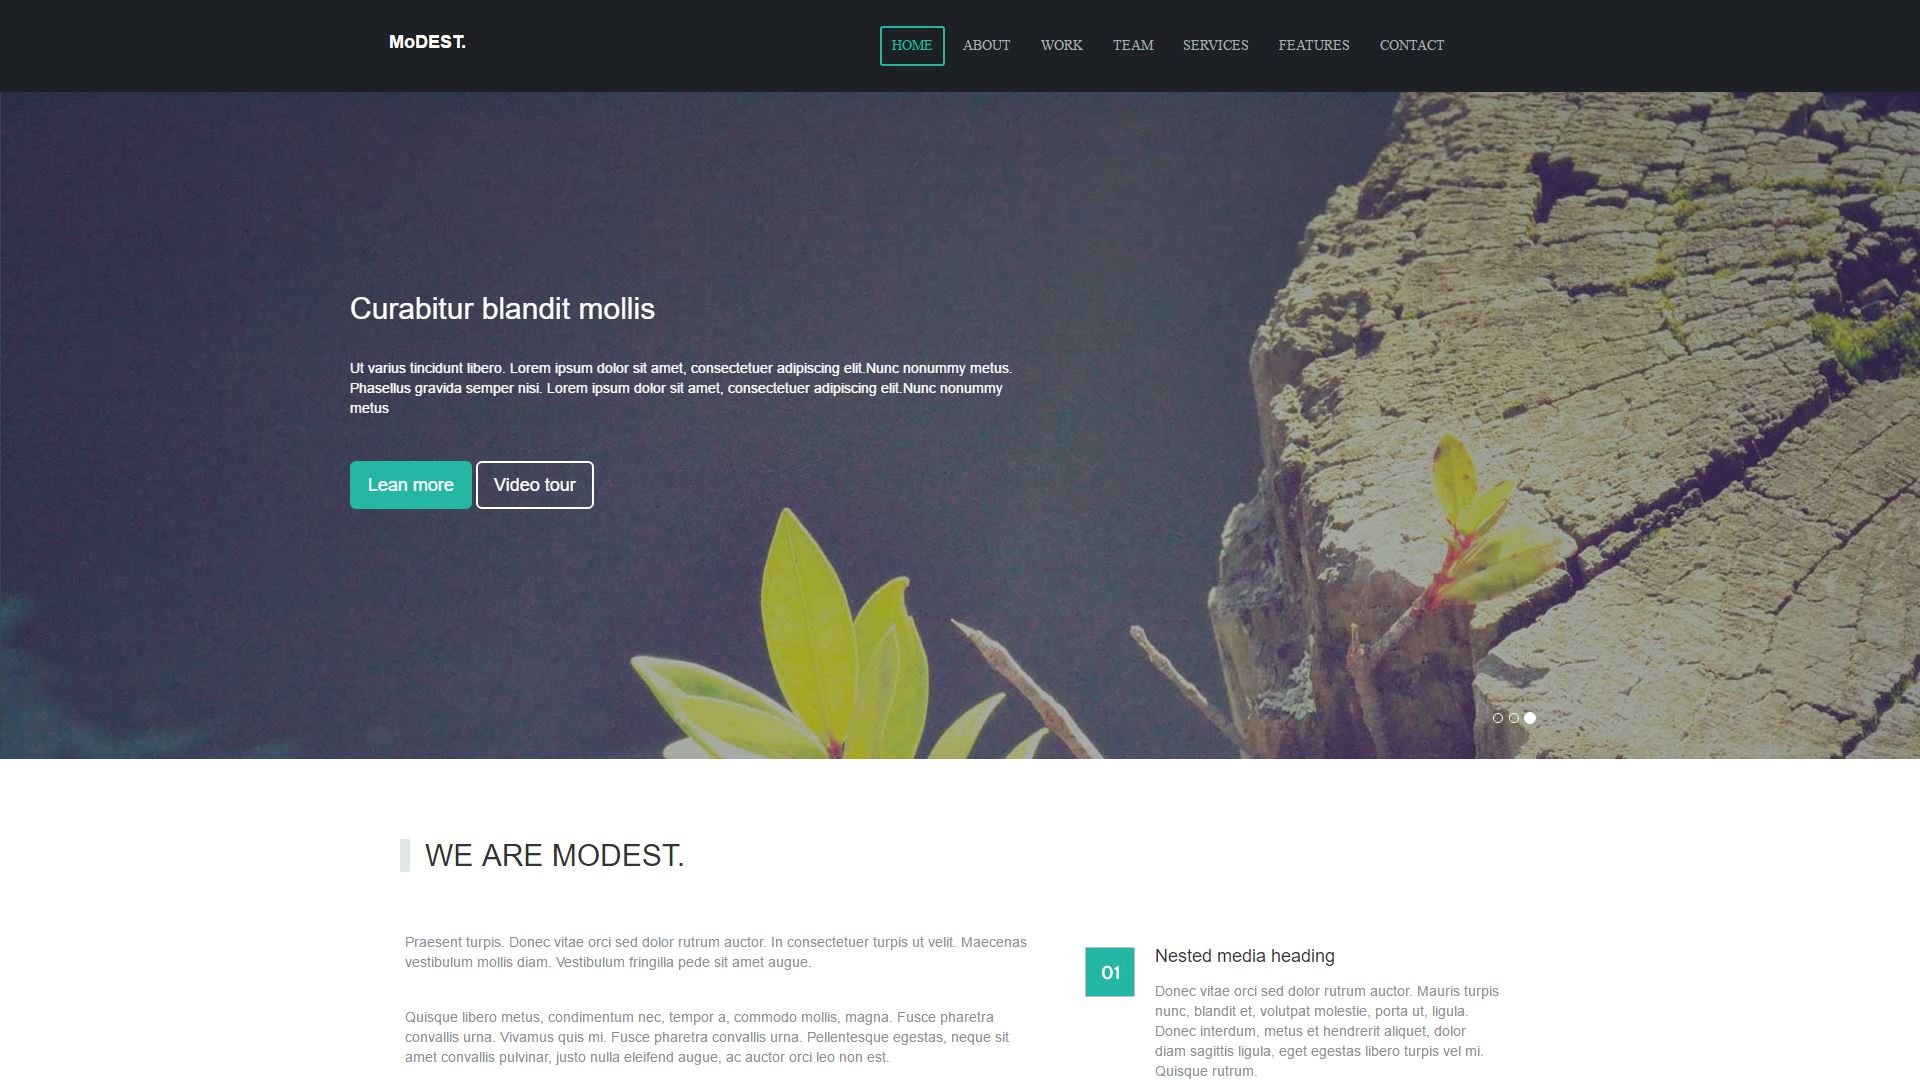 MoDEST.
HOME ABOUT WORK TEAM SERVICES FEATURES CONTACT
Curabitur blandit mollis
Ut varius tincidunt libero. Lorem ipsum dolor sit amet, consectetuer adipiscing elit.Nunc nonummy metus.
Phasellus gravida semper nisi. Lorem ipsum dolor sit amet, consectetuer adipiscing elit.Nunc nonummy
metus
Lean more
Video tour
WE ARE MODEST.
Praesent turpis. Donec vitae orci sed dolor rutrum auctor. In consectetuer turpis ut velit. Maecenas
vestibulum mollis diam. Vestibulum fringilla pede sit amet augue.
Quisque libero metus, condimentum nec, tempor a, commodo mollis, magna. Fusce pharetra
convallis urna. Vivamus quis mi. Fusce pharetra convallis urna. Pellentesque egestas, neque sit
amet convallis pulvinar, justo nulla eleifend augue, ac auctor orci leo non est.
01
Nested media heading
Donec vitae orci sed dolor rutrum auctor. Mauris turpis
nunc, blandit et, volutpat molestie, porta ut, ligula.
Donec interdum, metus et hendrerit aliquet, dolor
diam sagittis ligula, eget egestas libero turpis vel mi.
Quisque rutrum.